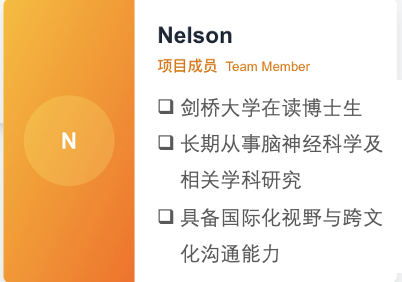 Nelson
项目成员 Team Member
N
❑ 剑桥大学在读博士生
❑ 长期从事脑神经科学及
相关学科研究
❑ 具备国际化视野与跨文
化沟通能力